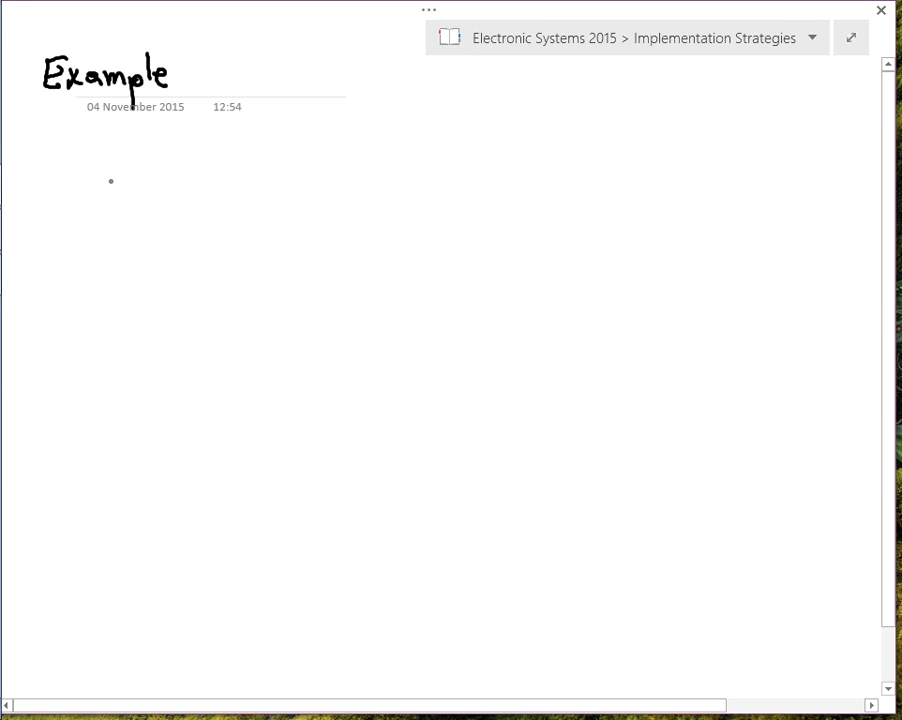 Electronic Systems 2015 > Implementation Strategies
Example
04 November 2015 12:54